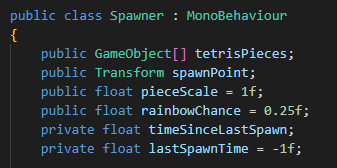 public class Spawner : MonoBehaviour
{
    public GameObject[] tetrisPieces;
    public Transform spawnPoint;
    public float pieceScale = 1f;
    public float rainbowChance = 0.25f;
    private float timeSinceLastSpawn;
    private float lastSpawnTime = -1f;